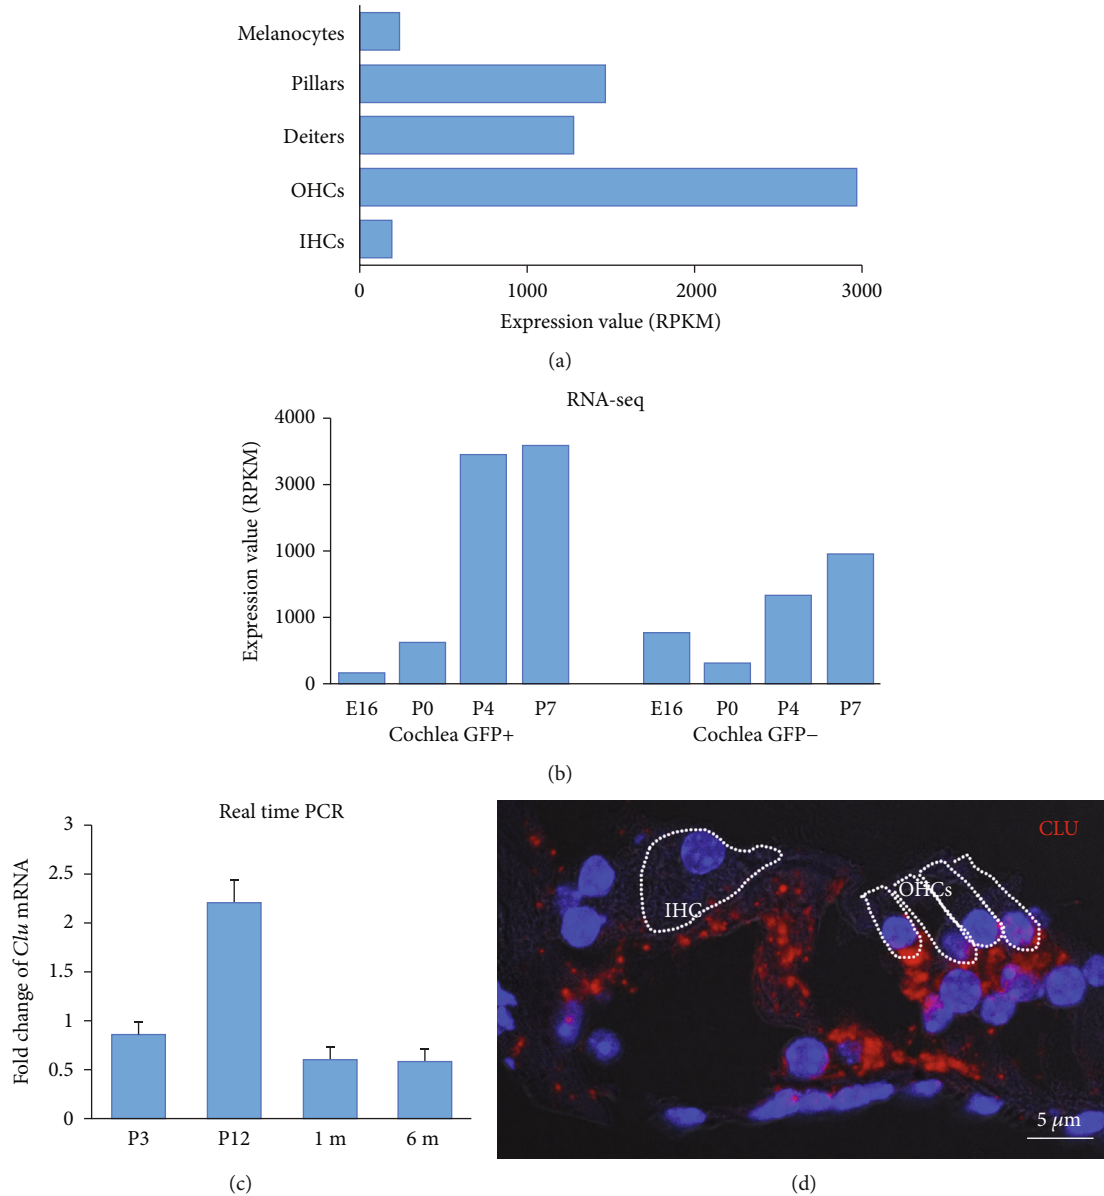 Melanocytes
Pillars
Deiters
OHCs
IHCs
0 1000 2000 3000
Expression value (RPKM)
(a)
RNA-seq
Expression value (RPKM)
4000
3000
1000
1000
0
E16 P0 P4 P7 E16 P0 P4 P7
Cochlea GFP+ Cochlea GFP−
(b)
Real time PCR
Fold change of Clu mRNA
3
2.5
2
1.5
1
0.5
0
P3 P12 1 m 6 m
(c)
CLU
IHC
OHCs
5 μm
(d)